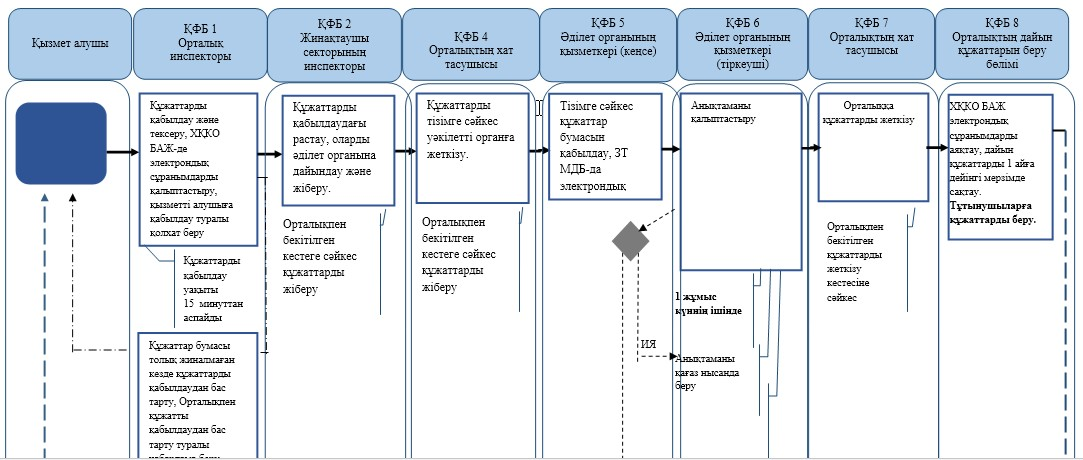 Қызмет алушы
ҚФБ 1
Орталық
инспекторы
ҚФБ 2
Жинақтаушы
секторының
инспекторы
ҚФБ 4
Орталықтың хат
тасушысы
ҚФБ 5
Әділет органының
қызметкері (кеңсе)
ҚФБ 6
Әділет органының
қызметкері
(тіркеуші)
ҚФБ 7
Орталықтың хат
тасушысы
ҚФБ 8
Орталықтың дайын
құжаттарын беру
бөлімі
Құжаттарды
қабылдау және
тексеру, ХҚКО
БАЖ-де
электрондық
сұранымдарды
қалыптастыру,
қызметті алушыға
қабылдау туралы
қолхат беру
Құжаттарды
қабылдау
уақыты
15 минуттан
аспайды
Құжаттар бумасы
толық жиналмаған
кезде құжаттарды
қабылдаудан бас
тарту, Орталықпен
құжатты
қабылдаудан бас
тарту туралы
Құжаттарды
қабылдаудағы
растау, оларды
әділет органына
дайындау және
жіберу.
Орталықпен
бекітілген
кестеге сәйкес
құжаттарды
жіберу
Құжаттарды
тізімге сәйкес
уәкілетті органға
жеткізу.
Орталықпен
бекітілген
кестеге сәйкес
құжаттарды
жіберу
Тізімге сәйкес
құжаттар
бумасын
қабылдау, ЗТ
МДБ-да
электрондық
ИЯ
Анықтаманы
қалыптастыру
1 жұмыс
күннің ішінде
Анықтаманы
қағаз нысанда
беру
Орталыққа
құжаттарды жеткізу
Орталықпен
бекітілген
құжаттарды
жеткізу
кестесіне
сәйкес
ХҚКО БАЖ
электрондық
сұранымдарды
аяқтау, дайын
құжаттарды 1 айға
дейінгі мерзімде
сақтау.
Тұтынушыларға
құжаттарды беру.